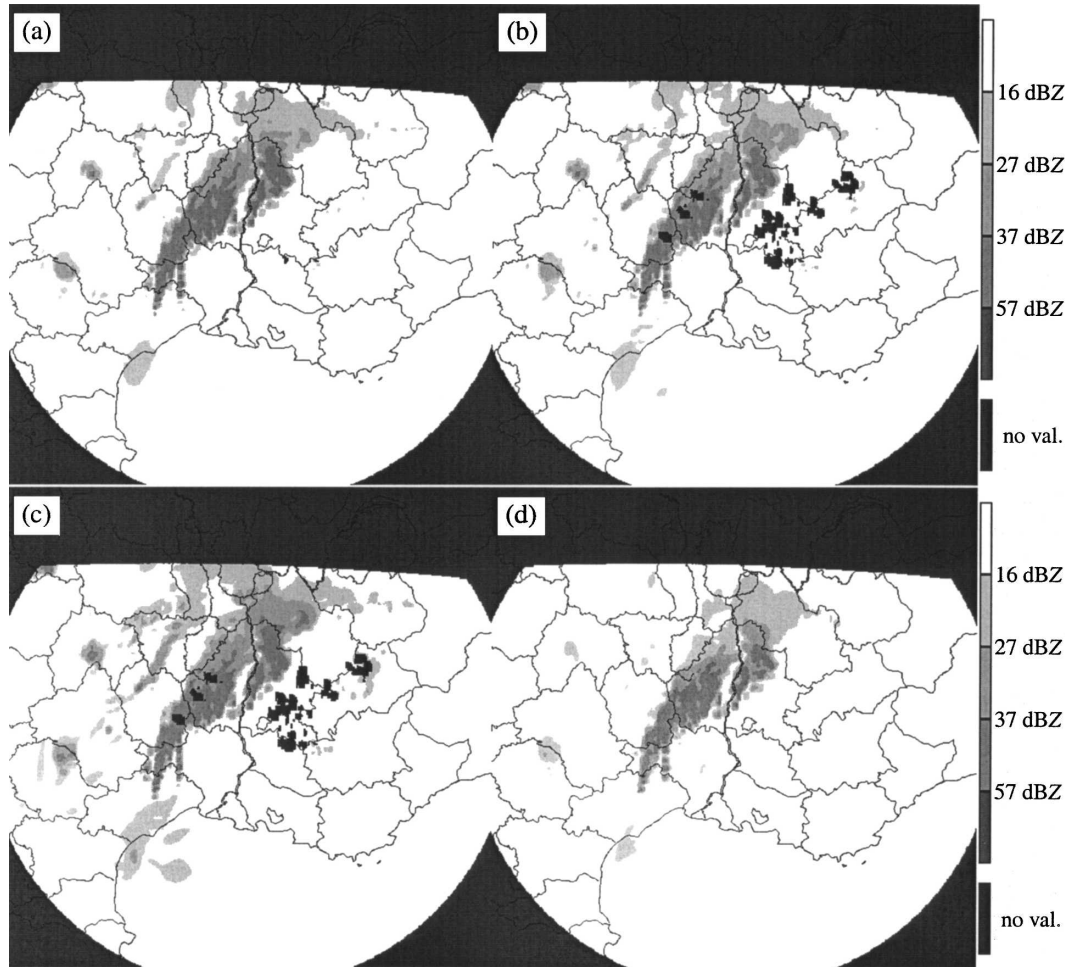 (a)
(b)
16 dBZ
27 dBZ
37 dBZ
57 dBZ
no val.
(c)
(d)
16 dBZ
27 dBZ
37 dBZ
57 dBZ
no val.